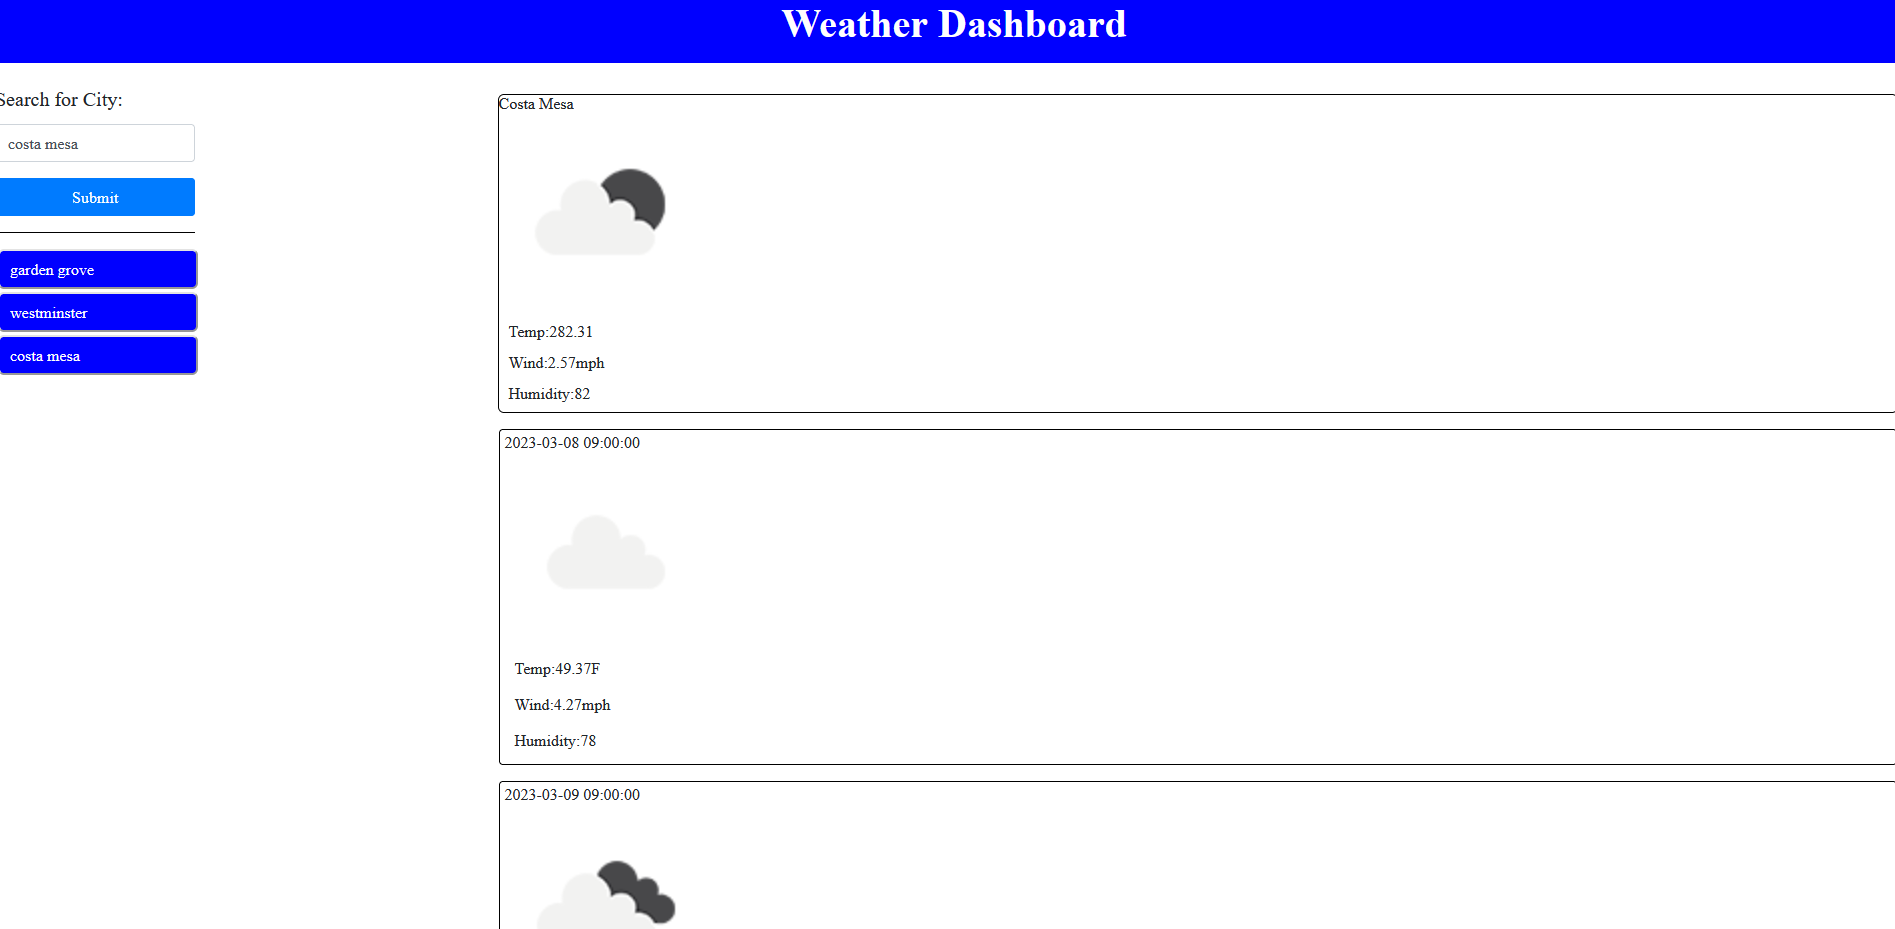 Weather Dashboard
Search for City:
costa mesa
Submit
garden grove
westminster
costa mesa
Costa Mesa
Temp:282.31
Wind:2.57mph
Humidity:82
2023-03-08 09:00:00
Temp:49.37F
Wind:4.27mph
Humidity:78
2023-03-09 09:00:00